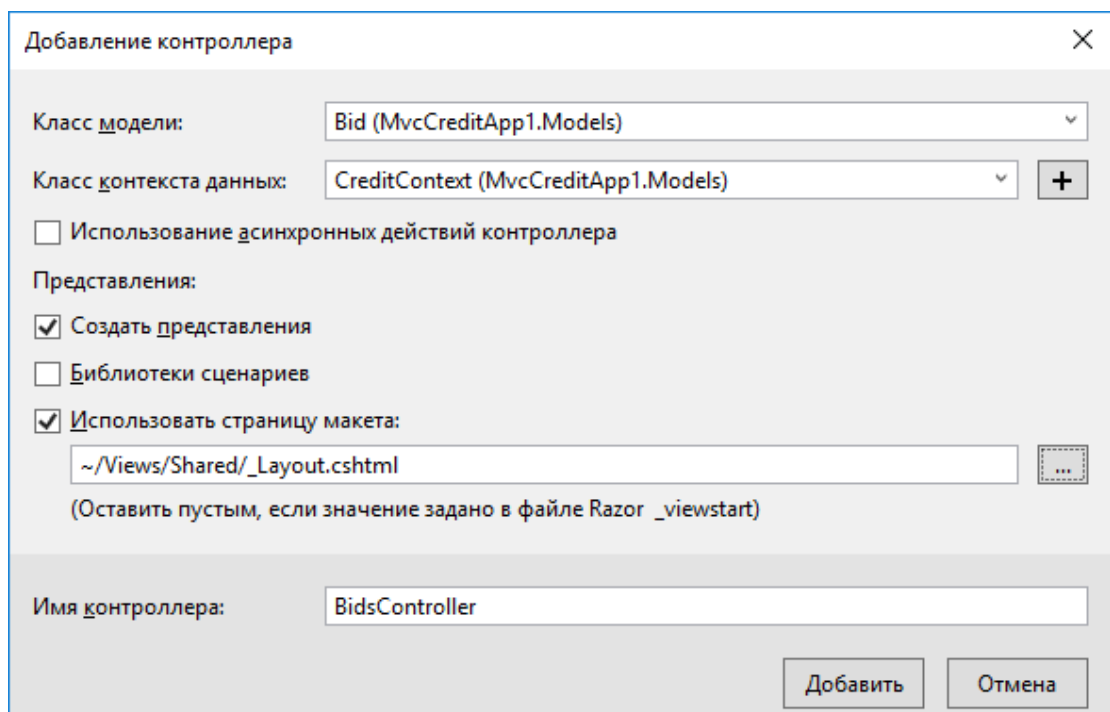 Добавление контроллера
Класс модели: Bid (MvcCreditApp1.Models)
Класс контекста данных: CreditContext (MvcCreditApp1.Models) +
Использование асинхронных действий контроллера
Представления:
Создать представления
Библиотеки сценариев
Использовать страницу макета:
~/Views/Shared/_Layout.cshtml ...
(Оставить пустым, если значение задано в файле Razor _viewstart)
Имя контроллера: BidsController
Добавить Отмена